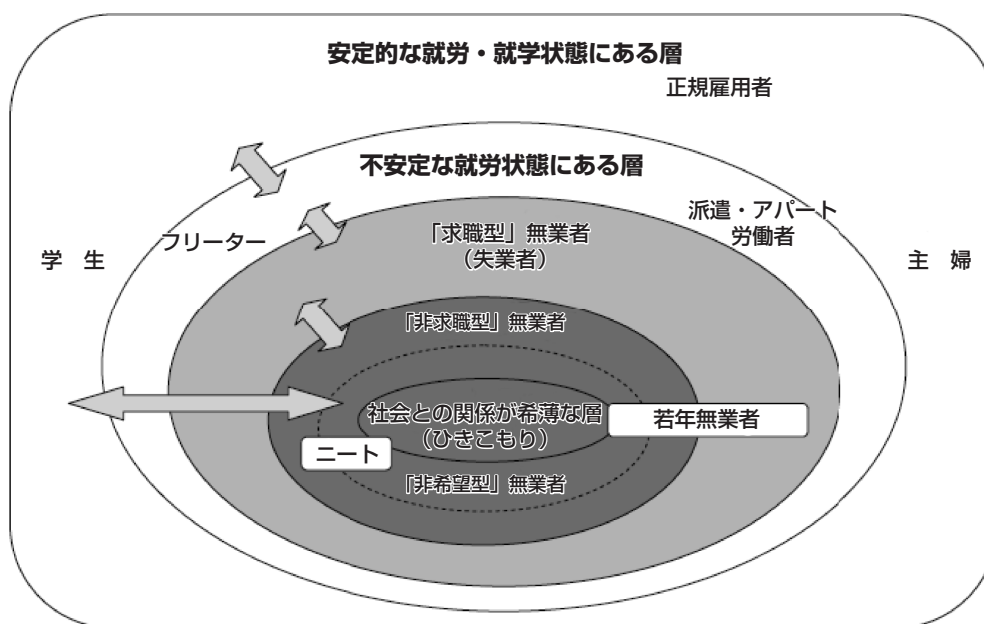 安定的な就労・就学状態にある層
正規雇用者
不安定な就労状態にある層
派遣・アパート
労働者
フリーター
「求職型」無業者
（失業者）
学　生
主　婦
「非求職型」無業者
社会との関係が希薄な層
（ひきこもり）
若年無業者
ニート
「非希望型」無業者